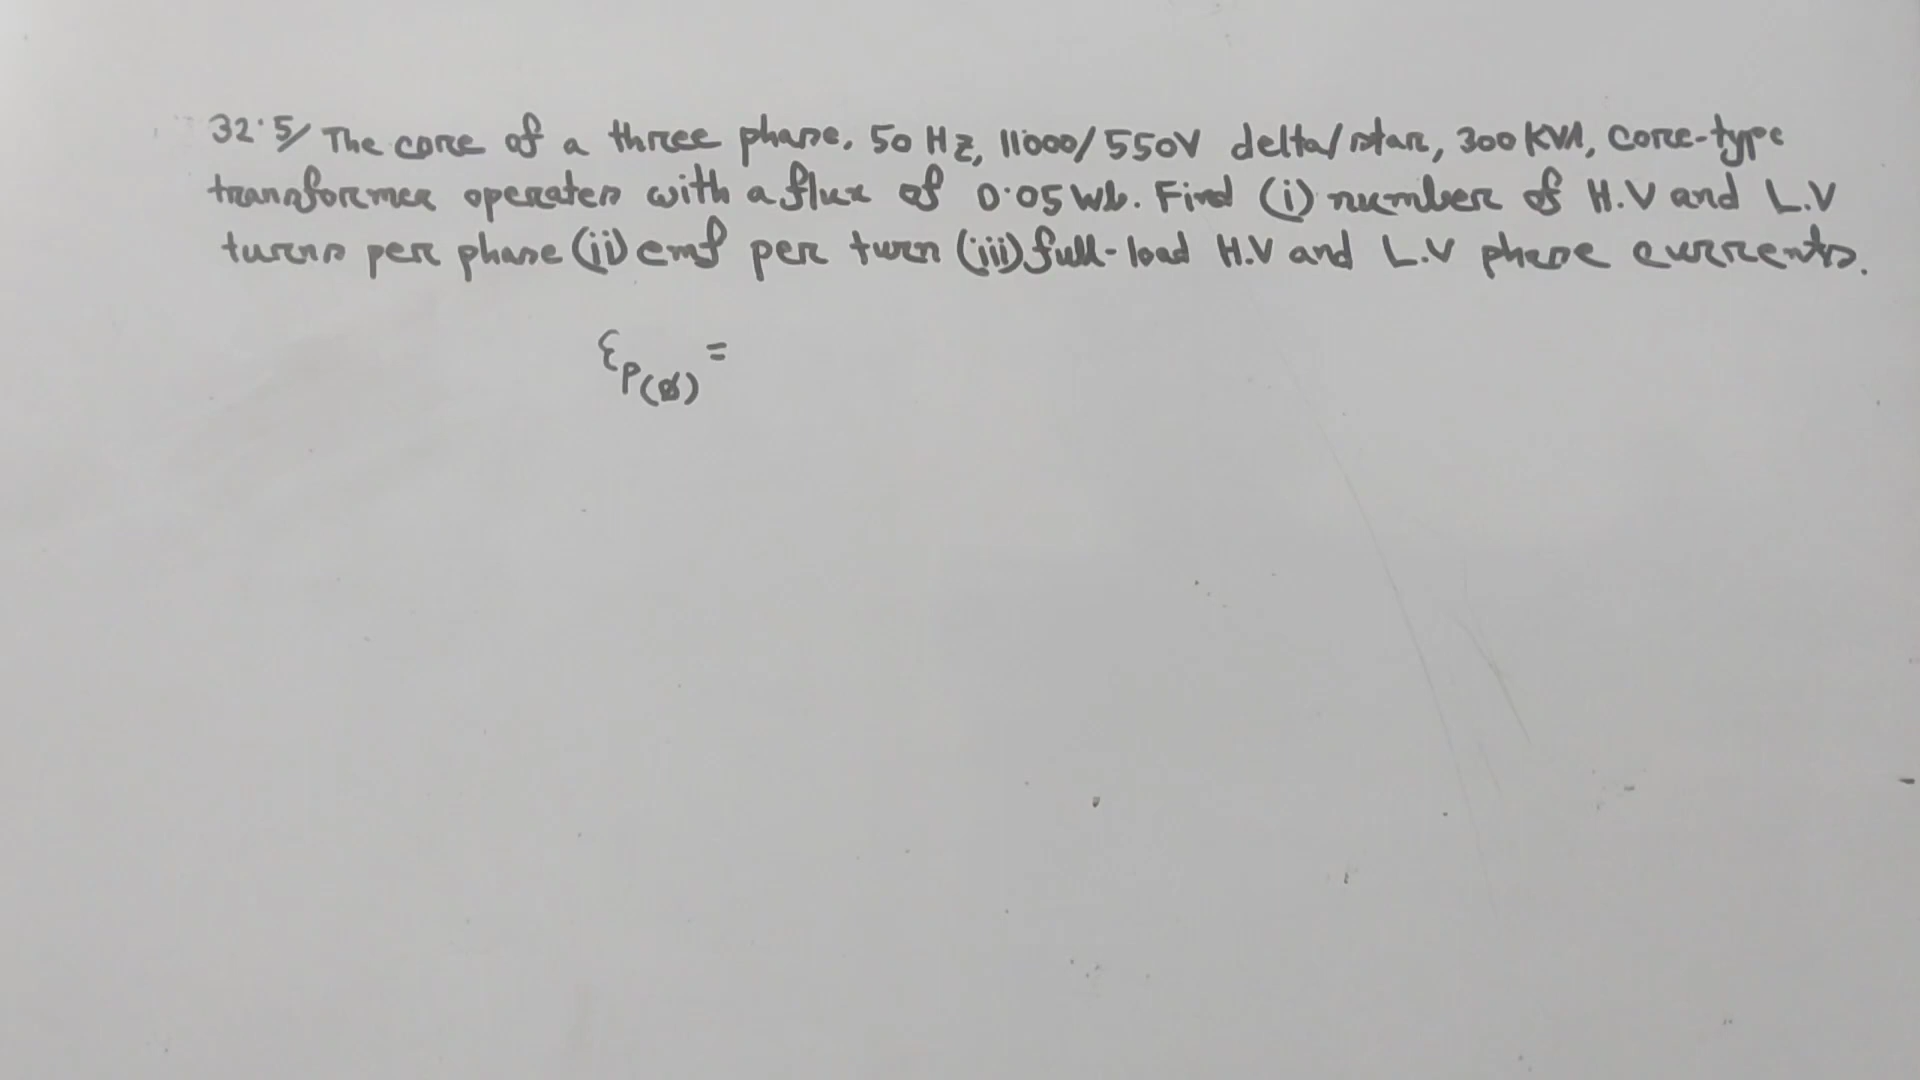 32.5/ The core of a three phase, 50 Hz, 11000/550V delta/star, 300 KVA, core-type
transformer operates with a flux of 0.05 Wb. Find (i) number of H.V and L.V
turns per phase (ii) emf per turn (iii) full-load H.V and L.V phase currents.
ε_P(ø) =